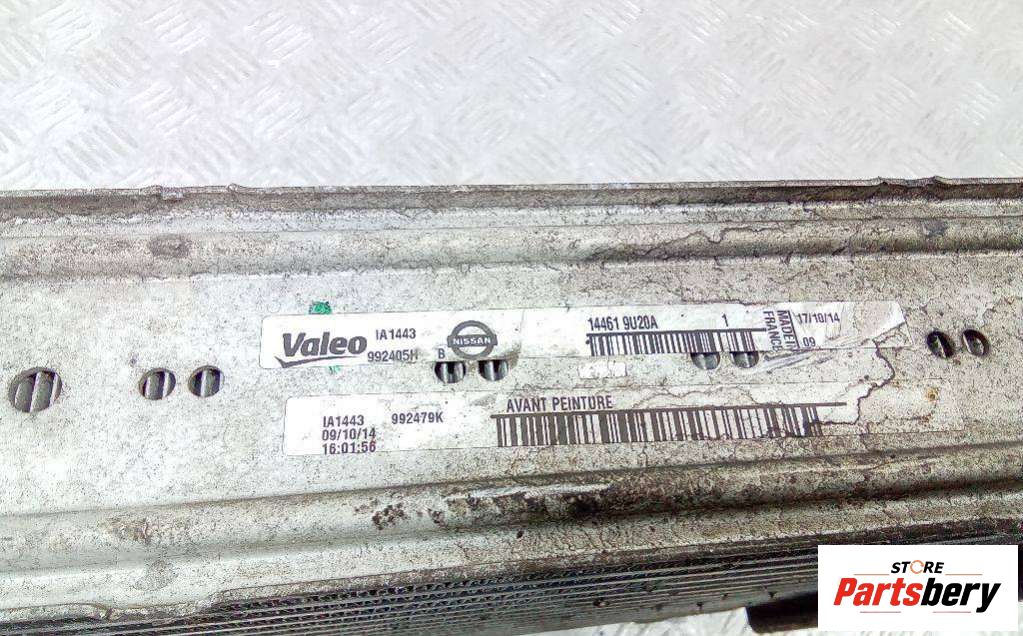 Valeo
IA1443
992405H
B
NISSAN
14461 9U20A 1
MADE IN
FRANCE
17/10/14
09
IA1443 992479K
09/10/14
16:01:56
AVANT PEINTURE
STORE
Partsbery